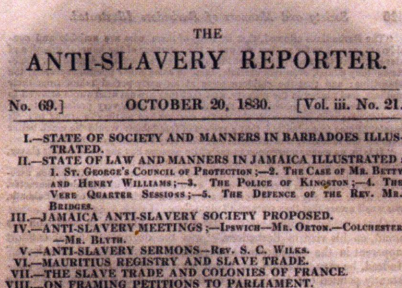 THE
ANTI-SLAVERY REPORTER.
No. 69.] OCTOBER 20, 1830. [Vol. iii. No. 21.
I.—STATE OF SOCIETY AND MANNERS IN BARBADOES ILLUS-
TRATED.
II.—STATE OF LAW AND MANNERS IN JAMAICA ILLUSTRATED:
1. St. George's Council of Protection;—2. The Case of Mr. Betty
and Henry Williams;—3. The Police of Kingston;—4. The
Vere Quarter Sessions;—5. The Defence of the Rev. Mr.
Bridges.
III.—JAMAICA ANTI-SLAVERY SOCIETY PROPOSED.
IV.—ANTI-SLAVERY MEETINGS;—Ipswich—Mr. Orton.—Colchester
—Mr. Blyth.
V.—ANTI-SLAVERY SERMONS—Rev. S. C. Wilks.
VI.—MAURITIUS REGISTRY AND SLAVE TRADE.
VII.—THE SLAVE TRADE AND COLONIES OF FRANCE.
VIII.—ON FRAMING PETITIONS TO PARLIAMENT.